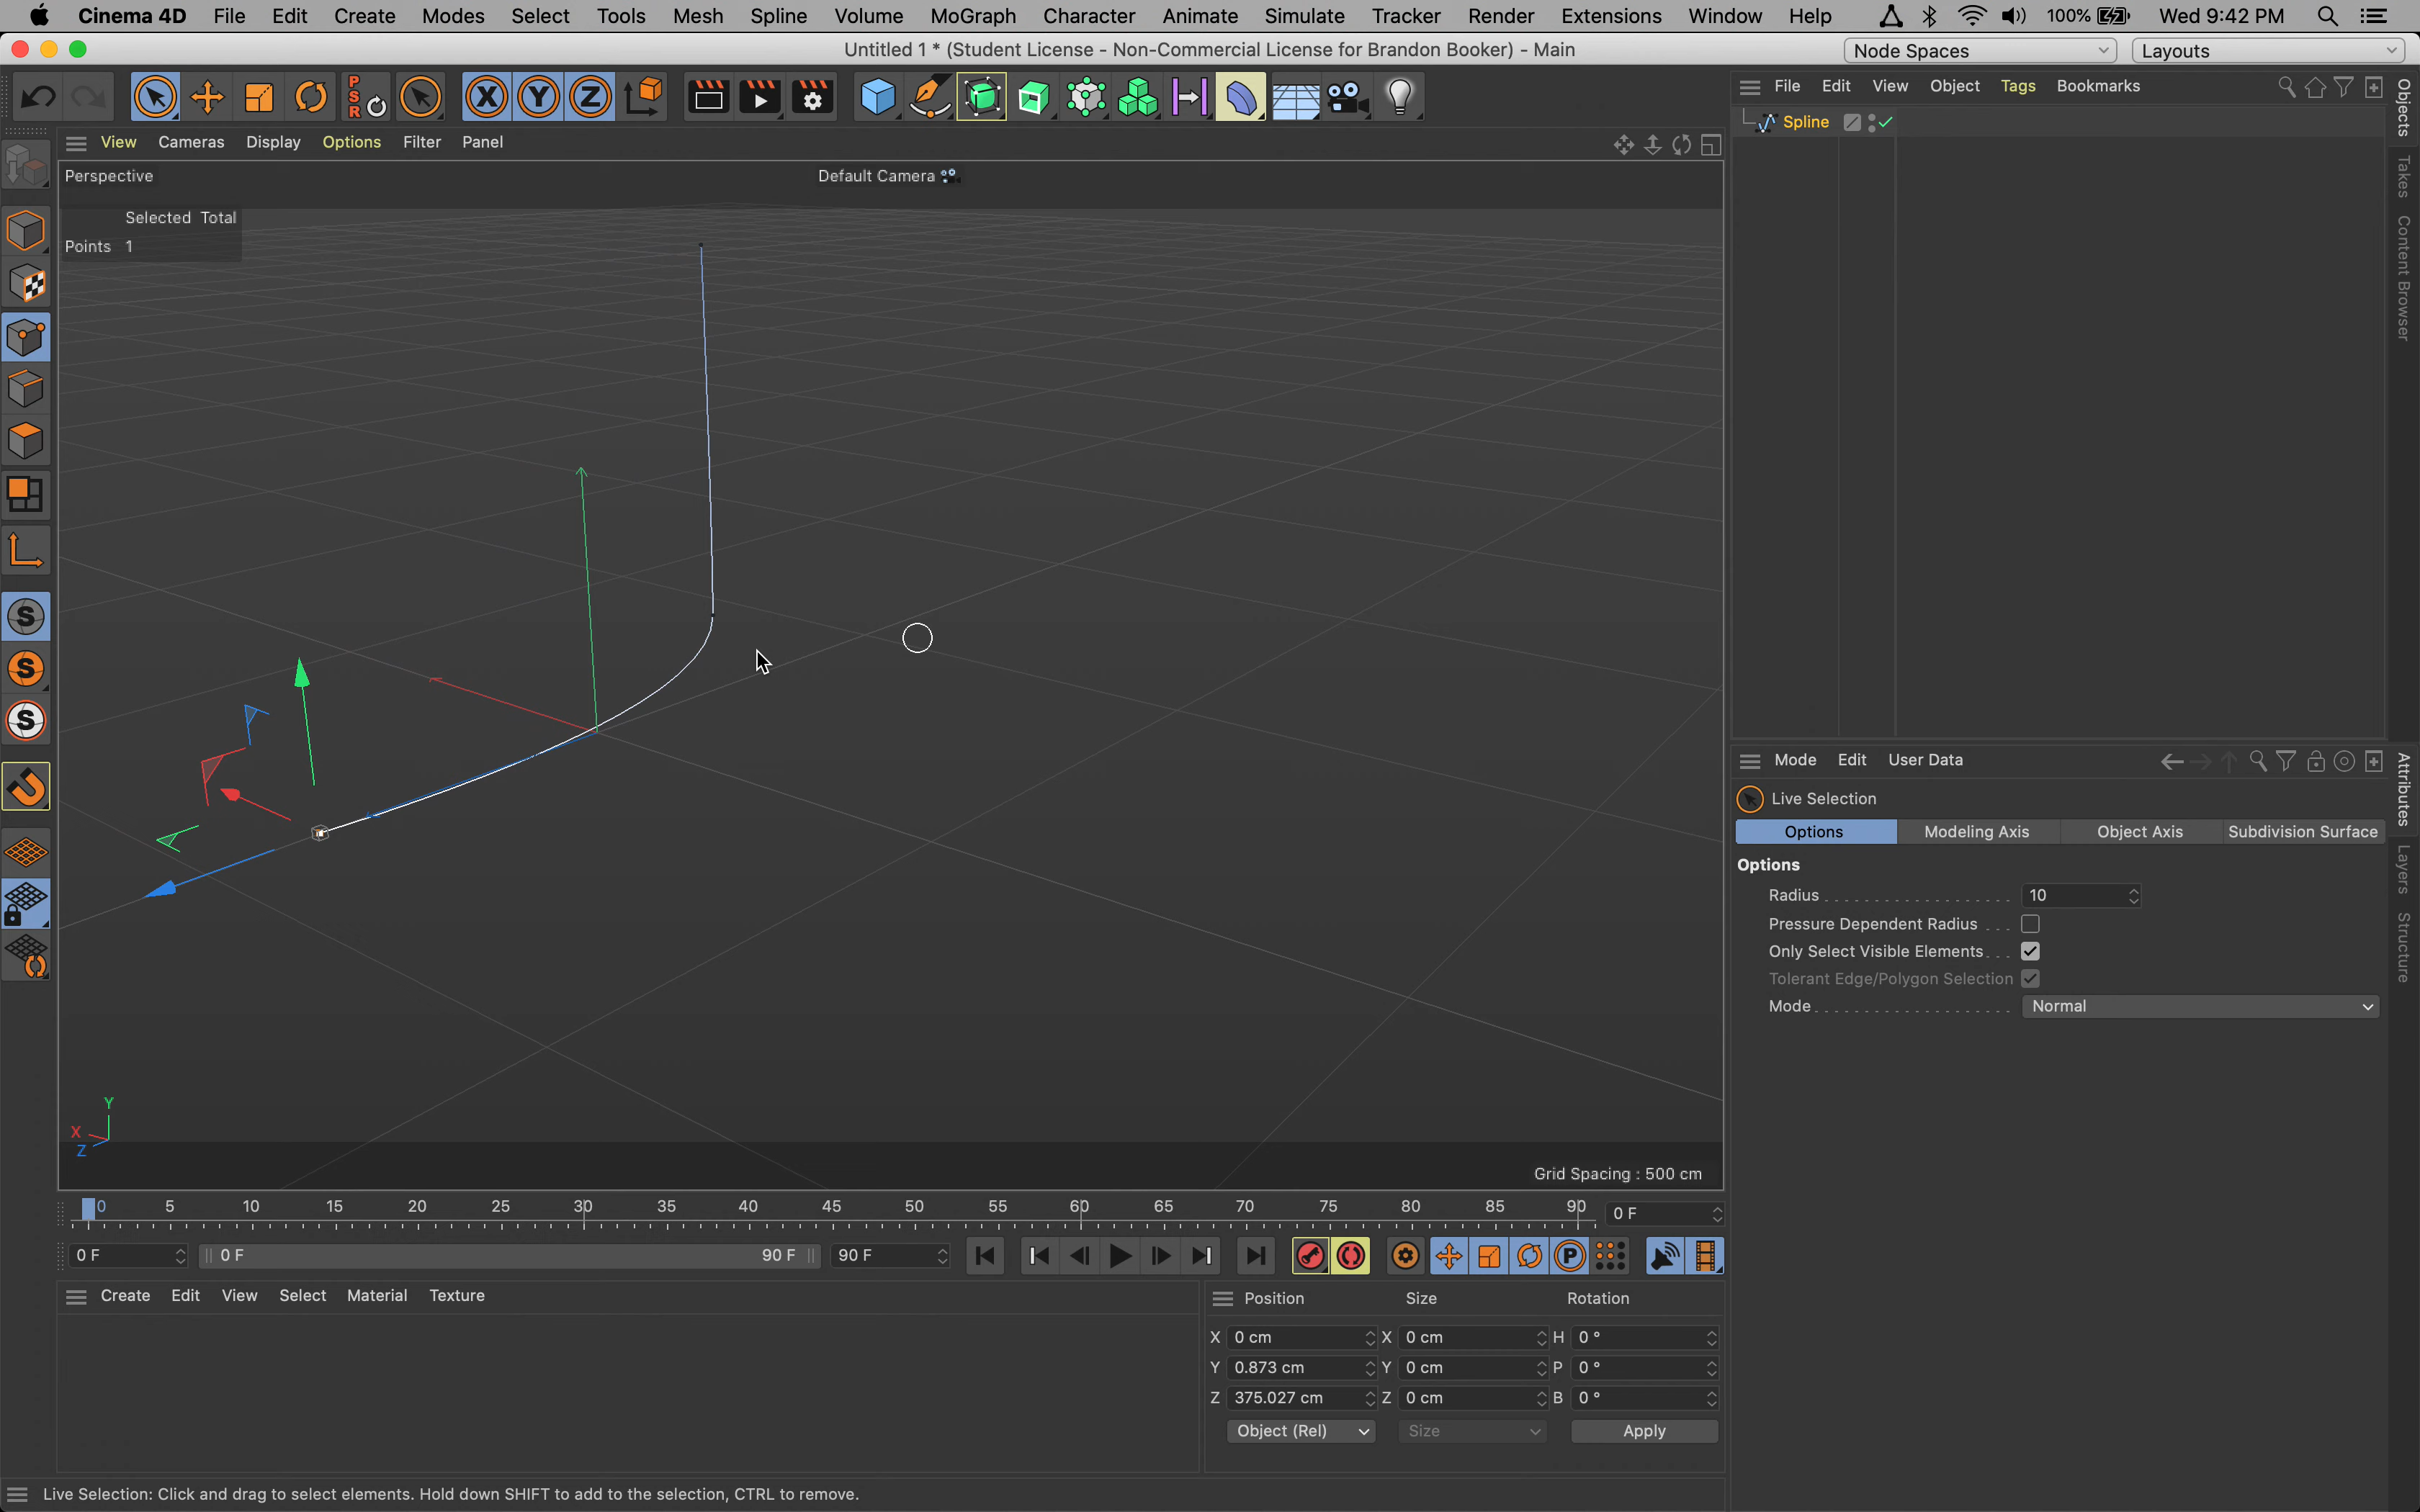 Cinema 4D File Edit Create Modes Select Tools Mesh Spline Volume MoGraph Character Animate Simulate Tracker Render Extensions Window Help 100% Wed 9:42 PM
Untitled 1 * (Student License - Non-Commercial License for Brandon Booker) - Main
Node Spaces
Layouts
PSR X Y Z
File Edit View Object Tags Bookmarks
Spline
Objects
Takes
Content Browser
View Cameras Display Options Filter Panel
Perspective
Default Camera
Selected Total
Points 1
S
S
S
Y
X
Z
Grid Spacing : 500 cm
Mode Edit User Data
Live Selection
Options Modeling Axis Object Axis Subdivision Surface
Options
Radius 10
Pressure Dependent Radius
Only Select Visible Elements
Tolerant Edge/Polygon Selection
Mode Normal
Attributes
Layers
Structure
0 5 10 15 20 25 30 35 40 45 50 55 60 65 70 75 80 85 90 0 F
0 F 0 F 90 F 90 F P
Create Edit View Select Material Texture
Position Size Rotation
X 0 cm X 0 cm H 0 °
Y 0.873 cm Y 0 cm P 0 °
Z 375.027 cm Z 0 cm B 0 °
Object (Rel) Size Apply
Live Selection: Click and drag to select elements. Hold down SHIFT to add to the selection, CTRL to remove.